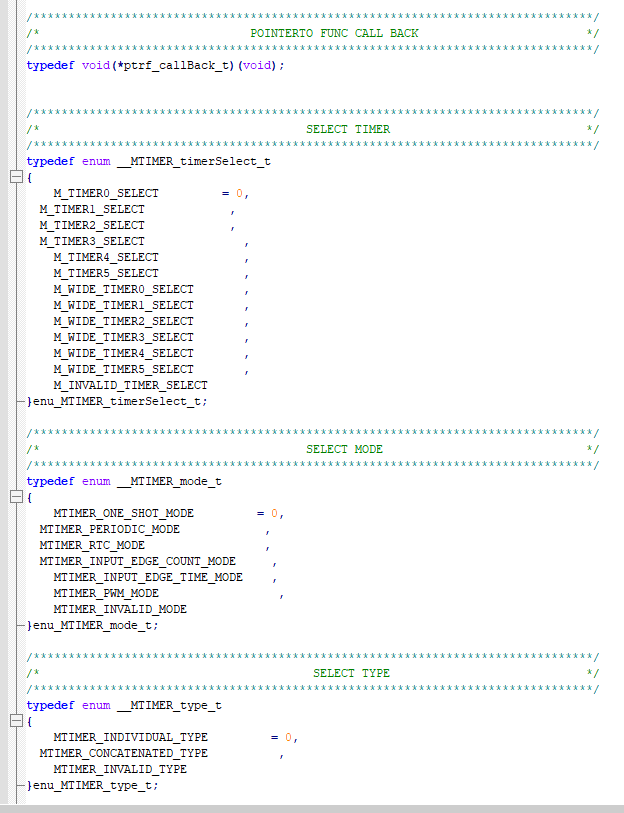 /********************************************************************************/
/*                              POINTERTO FUNC CALL BACK                        */
/********************************************************************************/
typedef void(*ptrf_callBack_t)(void);
/********************************************************************************/
/*                                      SELECT TIMER                            */
/********************************************************************************/
typedef enum __MTIMER_timerSelect_t
{
    M_TIMER0_SELECT         = 0,
  M_TIMER1_SELECT            ,
  M_TIMER2_SELECT            ,
  M_TIMER3_SELECT              ,
    M_TIMER4_SELECT            ,
    M_TIMER5_SELECT            ,
    M_WIDE_TIMER0_SELECT       ,
    M_WIDE_TIMER1_SELECT       ,
    M_WIDE_TIMER2_SELECT       ,
    M_WIDE_TIMER3_SELECT       ,
    M_WIDE_TIMER4_SELECT       ,
    M_WIDE_TIMER5_SELECT       ,
    M_INVALID_TIMER_SELECT
}enu_MTIMER_timerSelect_t;
/********************************************************************************/
/*                                      SELECT MODE                             */
/********************************************************************************/
typedef enum __MTIMER_mode_t
{
    MTIMER_ONE_SHOT_MODE         = 0,
  MTIMER_PERIODIC_MODE            ,
  MTIMER_RTC_MODE                 ,
  MTIMER_INPUT_EDGE_COUNT_MODE     ,
    MTIMER_INPUT_EDGE_TIME_MODE    ,
    MTIMER_PWM_MODE                 ,
    MTIMER_INVALID_MODE
}enu_MTIMER_mode_t;
/********************************************************************************/
/*                                       SELECT TYPE                            */
/********************************************************************************/
typedef enum __MTIMER_type_t
{
    MTIMER_INDIVIDUAL_TYPE         = 0,
  MTIMER_CONCATENATED_TYPE          ,
    MTIMER_INVALID_TYPE
}enu_MTIMER_type_t;